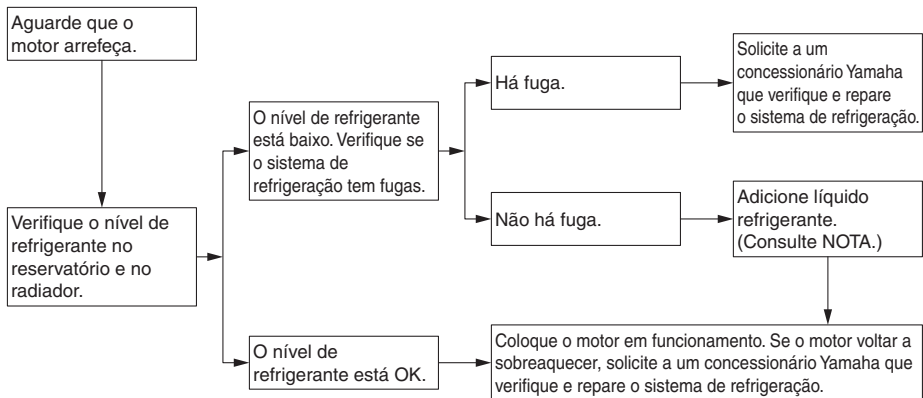 Aguarde que o
motor arrefeça.
Verifique o nível de
refrigerante no
reservatório e no
radiador.
O nível de refrigerante
está baixo. Verifique se
o sistema de
refrigeração tem fugas.
Há fuga.
Solicite a um
concessionário Yamaha
que verifique e repare
o sistema de refrigeração.
Não há fuga.
Adicione líquido
refrigerante.
(Consulte NOTA.)
O nível de
refrigerante está OK.
Coloque o motor em funcionamento. Se o motor voltar a
sobreaquecer, solicite a um concessionário Yamaha que
verifique e repare o sistema de refrigeração.